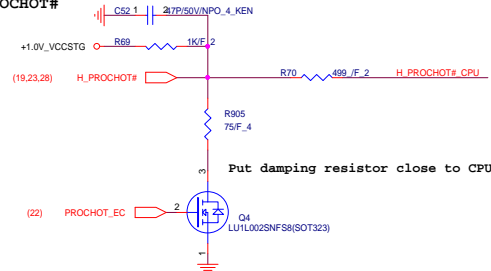 OCHOT#
C52 1 2 47P/50V/NPO_4_KEN
+1.0V_VCCSTG R69 1K/F_2
(19,23,28) H_PROCHOT# R70 499_/F_2 H_PROCHOT#_CPU
R905
75/F_4
3
Put damping resistor close to CPU
(22) PROCHOT_EC 2
Q4
LU1L002SNFS8(SOT323)
1